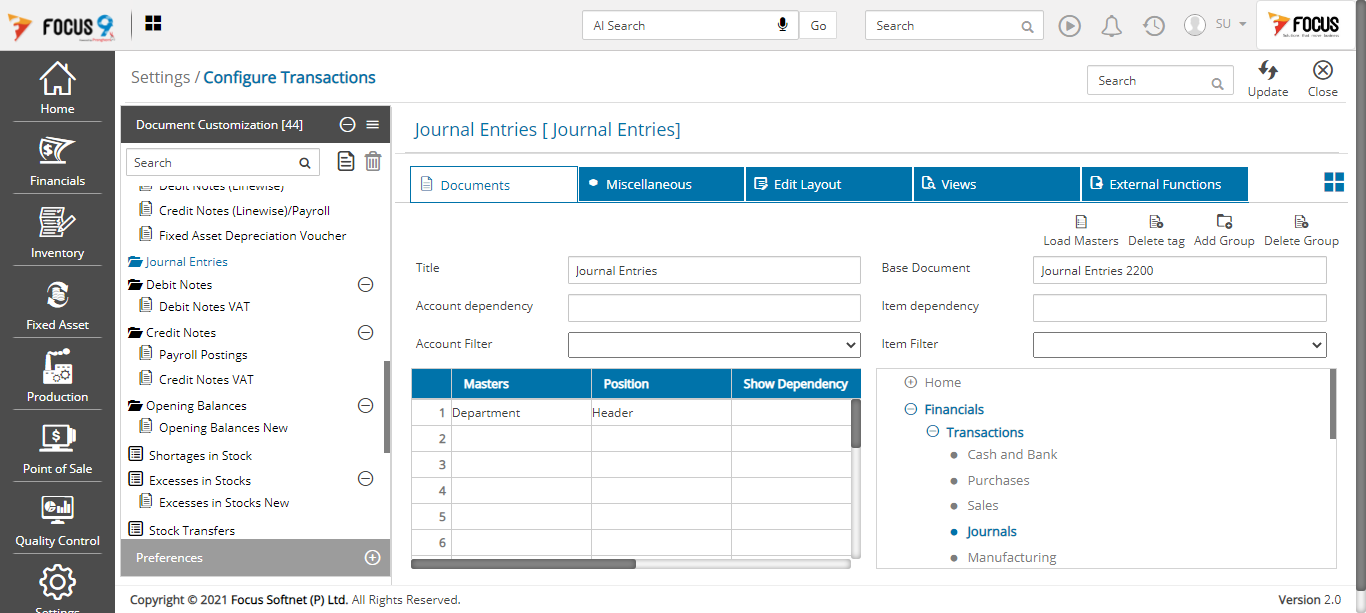 FOCUS 9
AI Search
Go
Search
SU
FOCUS
Home
Financials
Inventory
Fixed Asset
Production
Point of Sale
Quality Control
Settings
Settings / Configure Transactions
Search
Update
Close
Document Customization [44]
Search
Debit Notes (Linewise)
Credit Notes (Linewise)/Payroll
Fixed Asset Depreciation Voucher
Journal Entries
Debit Notes
Debit Notes VAT
Credit Notes
Payroll Postings
Credit Notes VAT
Opening Balances
Opening Balances New
Shortages in Stock
Excesses in Stocks
Excesses in Stocks New
Stock Transfers
Preferences
Journal Entries [ Journal Entries]
Documents
Miscellaneous
Edit Layout
Views
External Functions
Load Masters
Delete tag
Add Group
Delete Group
Title
Journal Entries
Base Document
Journal Entries 2200
Account dependency
Item dependency
Account Filter
Item Filter
Masters Position Show Dependency
1 Department Header
2
3
4
5
6
Home
Financials
Transactions
Cash and Bank
Purchases
Sales
Journals
Manufacturing
Copyright © 2021 Focus Softnet (P) Ltd. All Rights Reserved.
Version 2.0